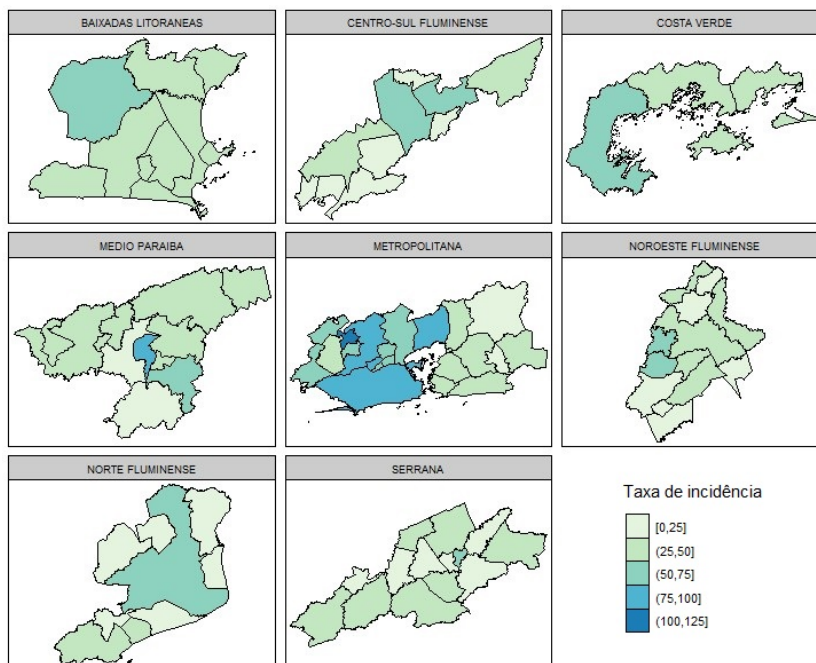 BAIXADAS LITORANEAS
CENTRO-SUL FLUMINENSE
COSTA VERDE
MEDIO PARAIBA
METROPOLITANA
NOROESTE FLUMINENSE
NORTE FLUMINENSE
SERRANA
Taxa de incidência
[0,25]
(25,50]
(50,75]
(75,100]
(100,125]